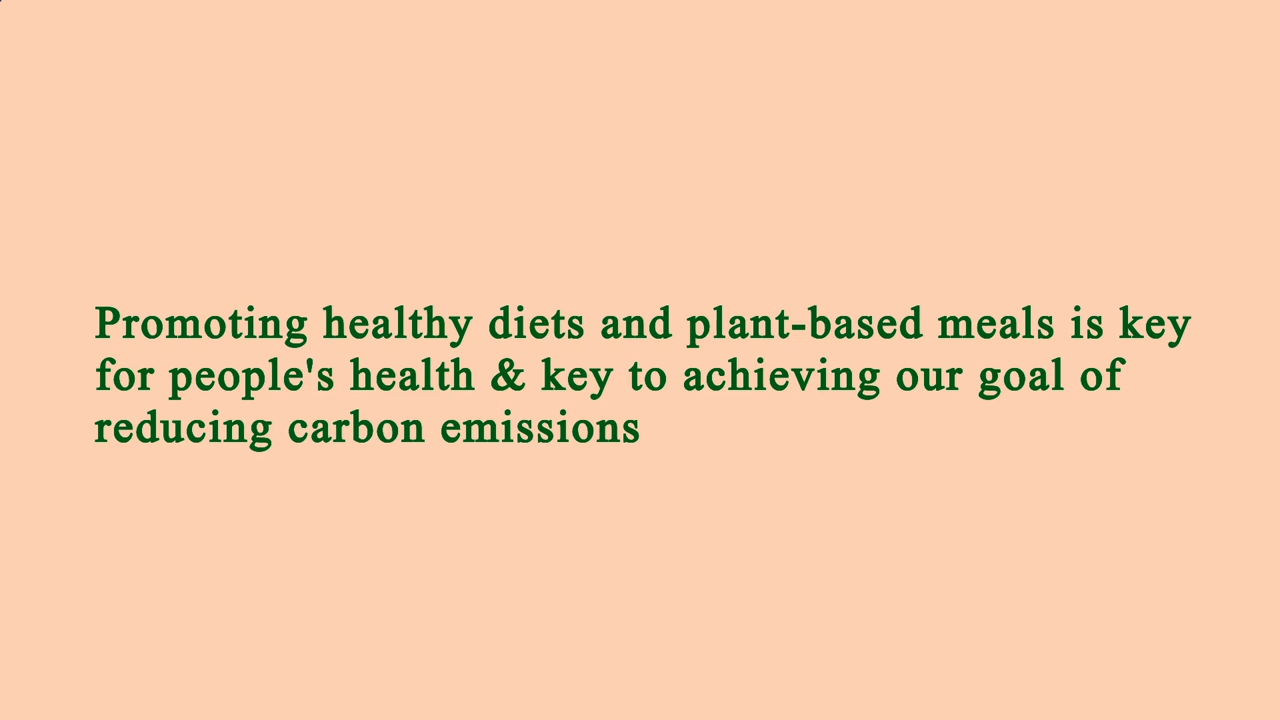 Promoting healthy diets and plant-based meals is key
for people's health & key to achieving our goal of
reducing carbon emissions